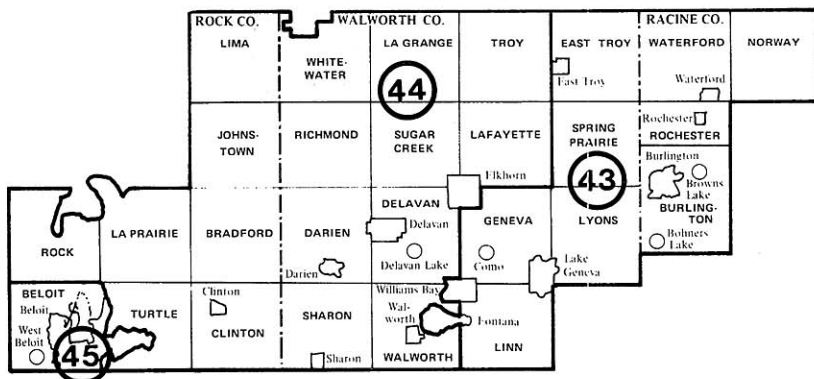 ROCK CO. WALWORTH CO. RACINE CO.
LIMA
WHITE-
WATER
LA GRANGE
TROY
EAST TROY
WATERFORD
NORWAY
East Troy
Waterford
44
JOHNS-
TOWN
RICHMOND
SUGAR
CREEK
LAFAYETTE
SPRING
PRAIRIE
Rochester
ROCHESTER
43
Burlington
Browns
Lake
BURLING-
TON
Bohners
Lake
Elkhorn
ROCK
LA PRAIRIE
BRADFORD
DARIEN
Darien
DELAVAN
Delavan
Delavan Lake
GENEVA
Como
LYONS
Lake
Geneva
BELOIT
Beloit
West
Beloit
45
TURTLE
Clinton
CLINTON
SHARON
Sharon
Williams Bay
Wal-
worth
WALWORTH
Fontana
LINN